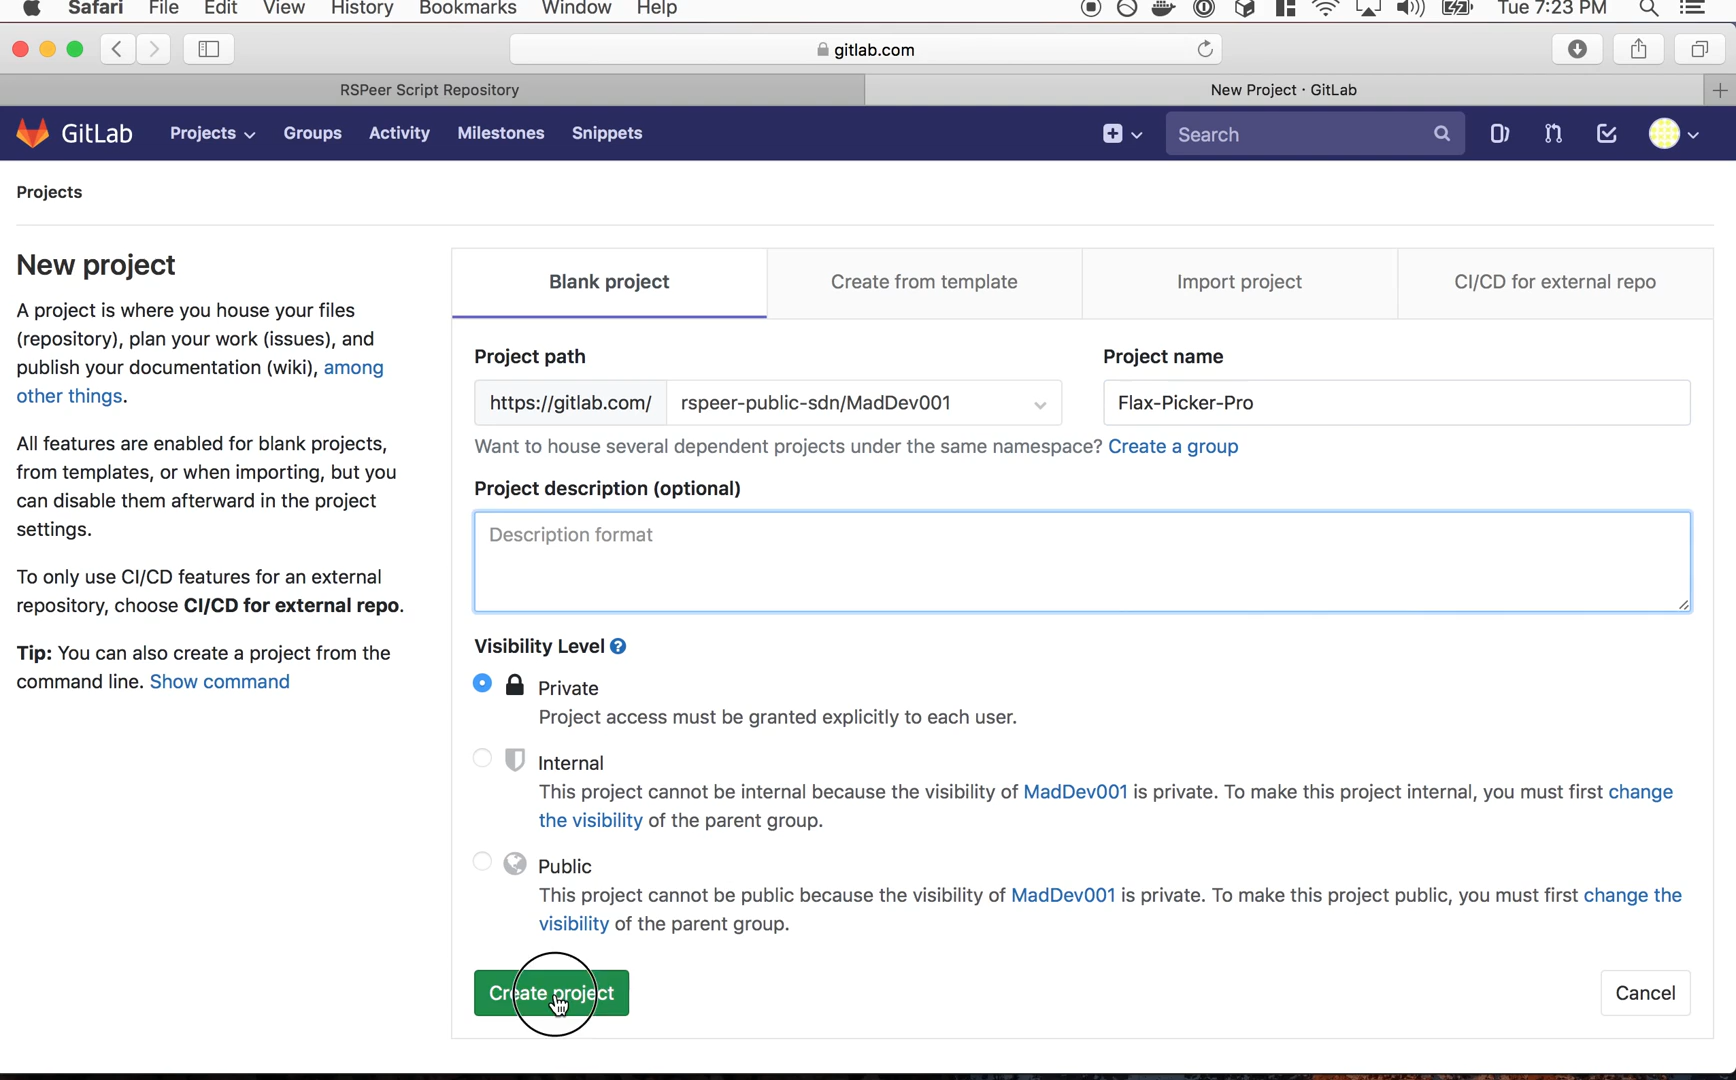 Safari File Edit View History Bookmarks Window Help Tue 7:23 PM
gitlab.com
RSPeer Script Repository New Project · GitLab
GitLab Projects Groups Activity Milestones Snippets Search
Projects
New project
A project is where you house your files
(repository), plan your work (issues), and
publish your documentation (wiki), among
other things.
All features are enabled for blank projects,
from templates, or when importing, but you
can disable them afterward in the project
settings.
To only use CI/CD features for an external
repository, choose CI/CD for external repo.
Tip: You can also create a project from the
command line. Show command
Blank project Create from template Import project CI/CD for external repo
Project path Project name
https://gitlab.com/ rspeer-public-sdn/MadDev001 Flax-Picker-Pro
Want to house several dependent projects under the same namespace? Create a group
Project description (optional)
Description format
Visibility Level
Private
Project access must be granted explicitly to each user.
Internal
This project cannot be internal because the visibility of MadDev001 is private. To make this project internal, you must first change
the visibility of the parent group.
Public
This project cannot be public because the visibility of MadDev001 is private. To make this project public, you must first change the
visibility of the parent group.
Create project Cancel